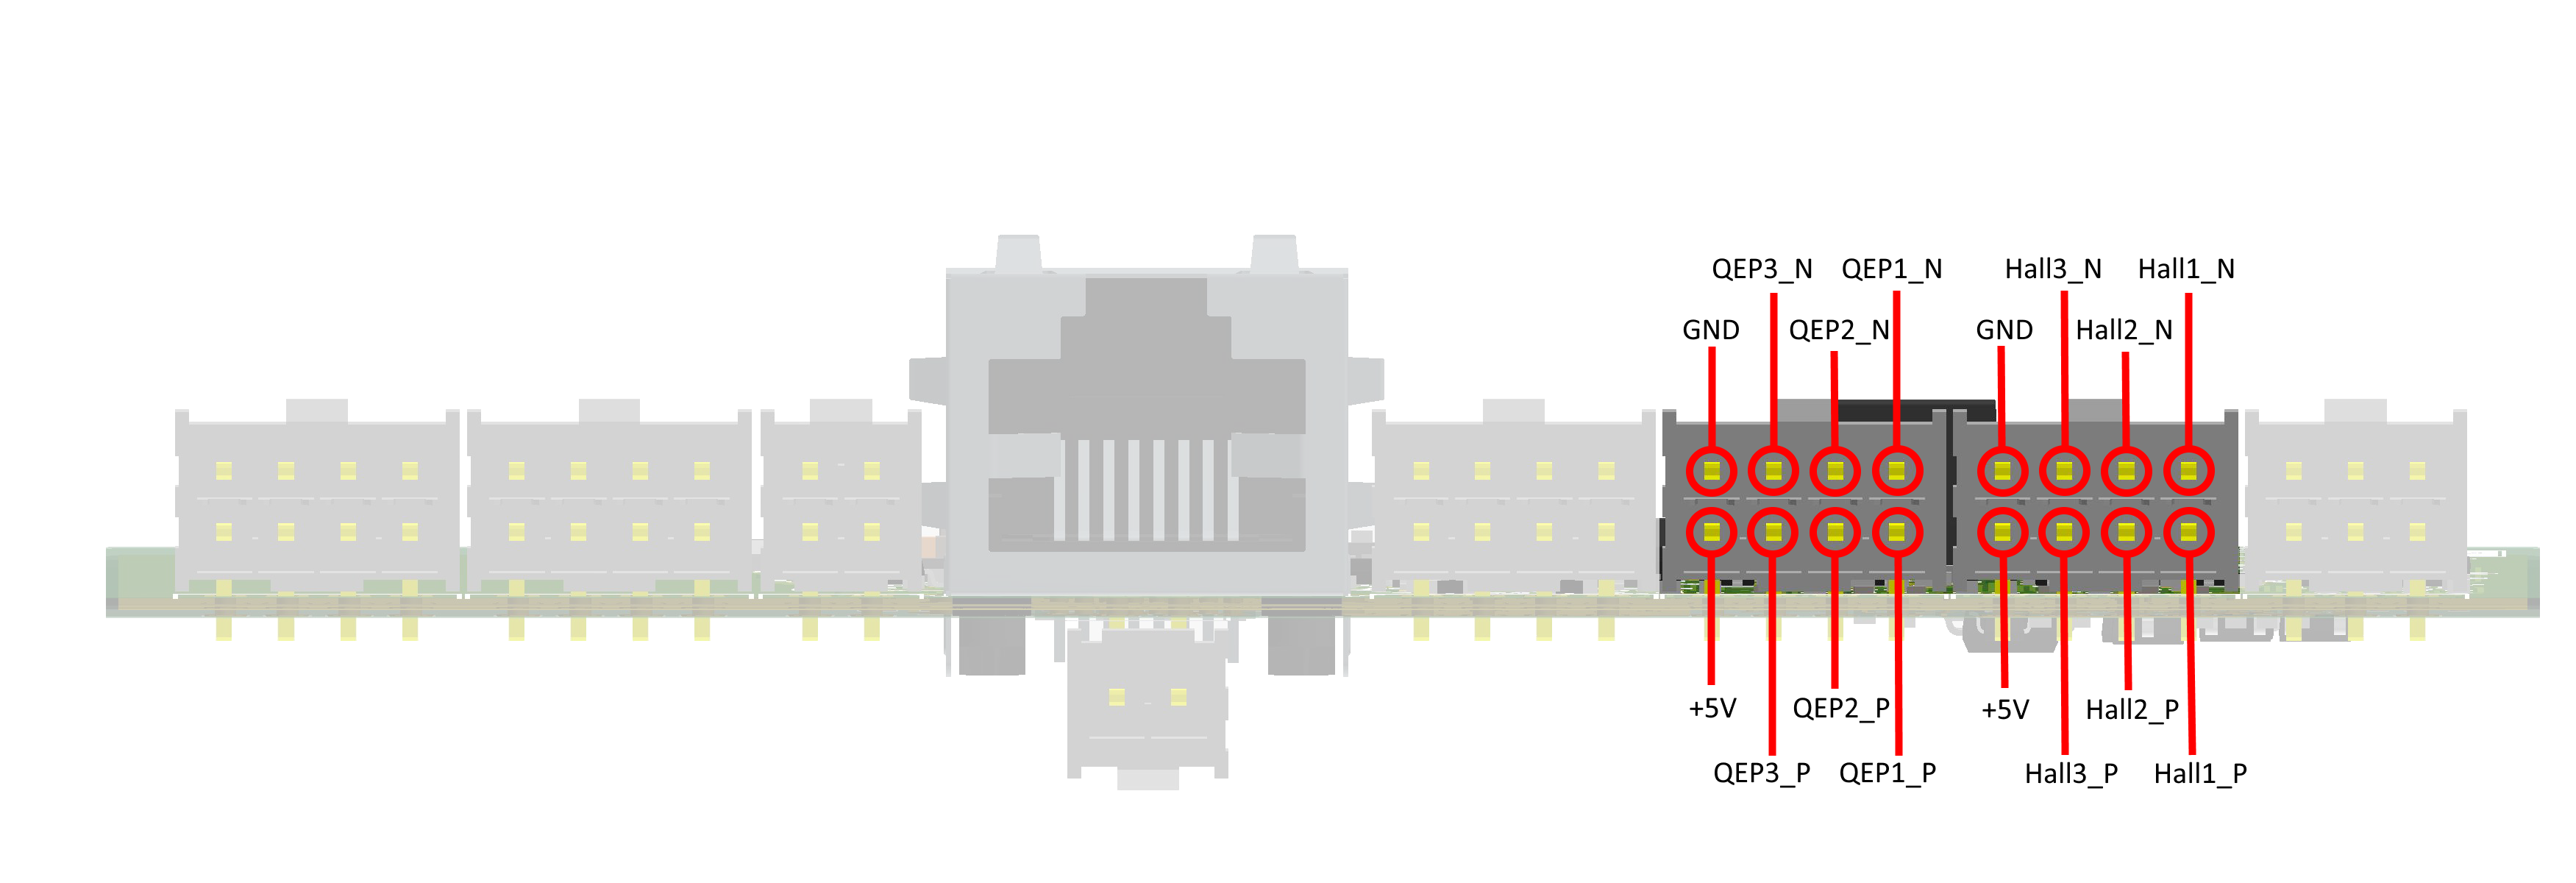 QEP3_N QEP1_N Hall3_N Hall1_N
GND QEP2_N GND Hall2_N
+5V QEP2_P +5V Hall2_P
QEP3_P QEP1_P Hall3_P Hall1_P